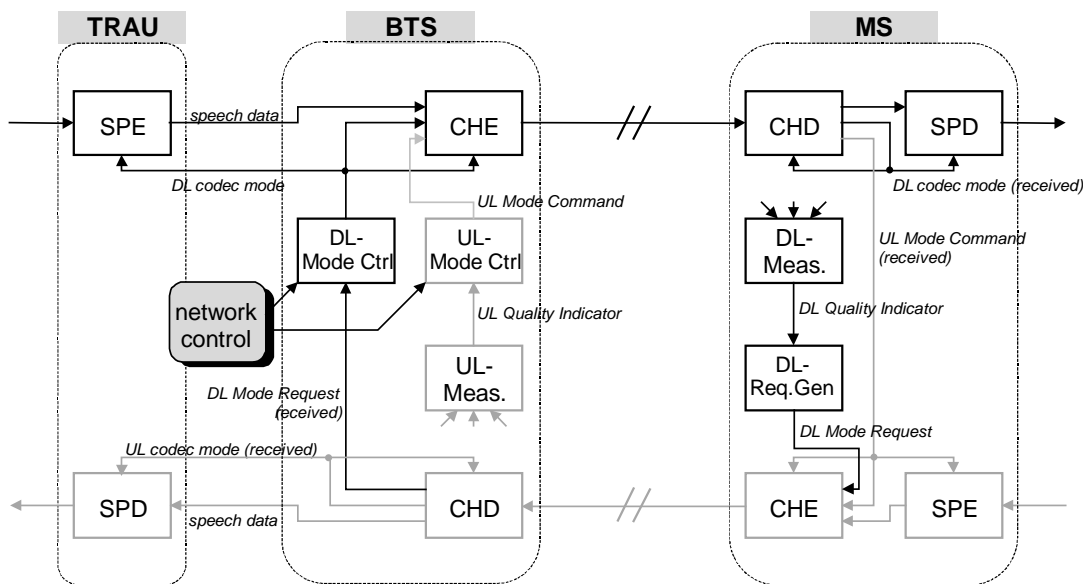 TRAU
BTS
MS
SPE
speech data
CHE
CHD
SPD
DL codec mode
DL codec mode (received)
UL Mode Command
DL-
Mode Ctrl
UL-
Mode Ctrl
DL-
Meas.
UL Mode Command
(received)
network
control
UL Quality Indicator
DL Quality Indicator
UL-
Meas.
DL-
Req.Gen
DL Mode Request
(received)
DL Mode Request
UL codec mode (received)
SPD
speech data
CHD
CHE
SPE